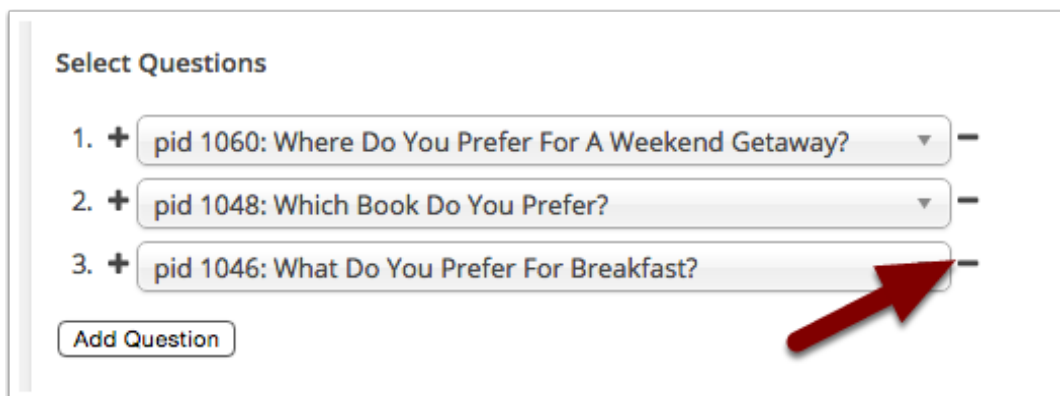 Select Questions
1. + pid 1060: Where Do You Prefer For A Weekend Getaway? ▼ −
2. + pid 1048: Which Book Do You Prefer? ▼ −
3. + pid 1046: What Do You Prefer For Breakfast? −
Add Question